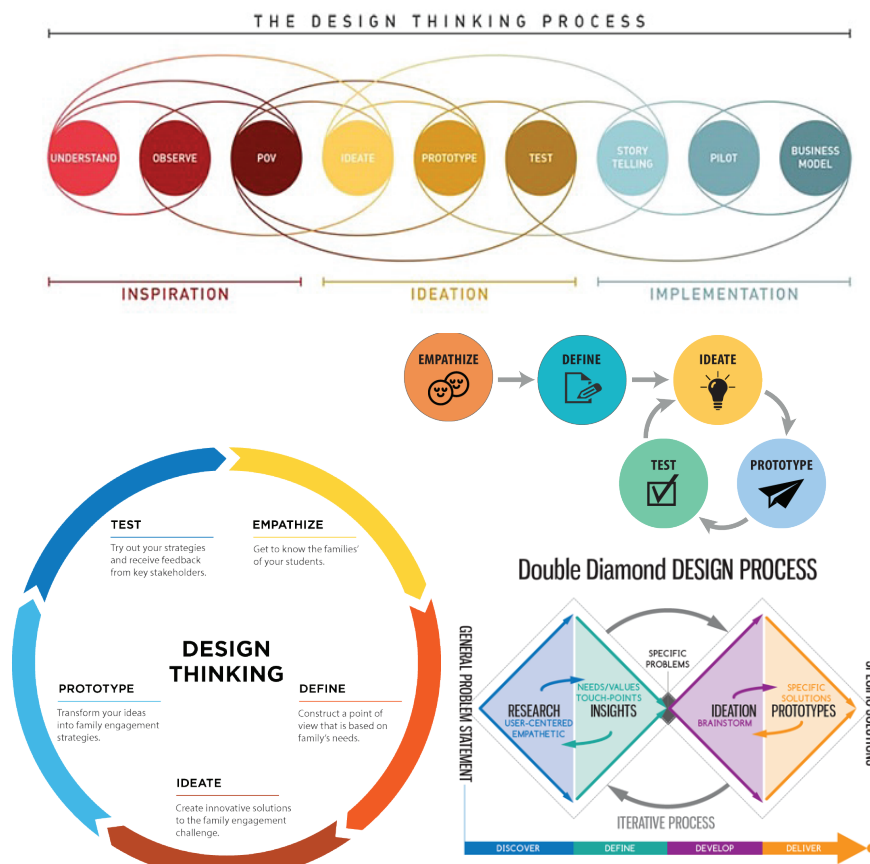 THE DESIGN THINKING PROCESS
UNDERSTAND
OBSERVE
POV
IDEATE
PROTOTYPE
TEST
STORY
TELLING
PILOT
BUSINESS
MODEL
INSPIRATION
IDEATION
IMPLEMENTATION
EMPATHIZE
DEFINE
IDEATE
TEST
PROTOTYPE
TEST
Try out your strategies
and receive feedback
from key stakeholders.
EMPATHIZE
Get to know the families'
of your students.
DESIGN
THINKING
PROTOTYPE
Transform your ideas
into family engagement
strategies.
DEFINE
Construct a point of
view that is based on
family's needs.
IDEATE
Create innovative solutions
to the family engagement
challenge.
Double Diamond DESIGN PROCESS
GENERAL PROBLEM STATEMENT
SPECIFIC
PROBLEMS
RESEARCH
USER-CENTERED
EMPATHETIC
NEEDS/VALUES
TOUCH-POINTS
INSIGHTS
IDEATION
BRAINSTORM
SPECIFIC
SOLUTIONS
PROTOTYPES
ITERATIVE PROCESS
DISCOVER
DEFINE
DEVELOP
DELIVER